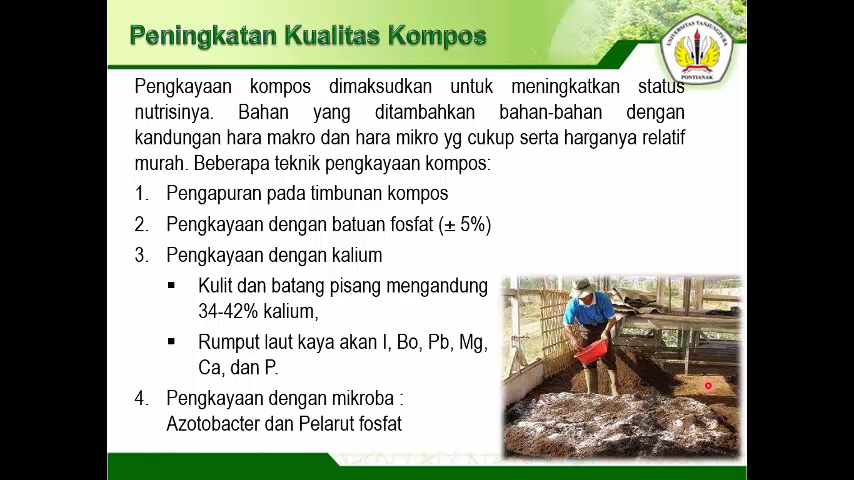 Peningkatan Kualitas Kompos
UNIVERSITAS TANJUNGPURA
PONTIANAK
Pengkayaan kompos dimaksudkan untuk meningkatkan status
nutrisinya. Bahan yang ditambahkan bahan-bahan dengan
kandungan hara makro dan hara mikro yg cukup serta harganya relatif
murah. Beberapa teknik pengkayaan kompos:
1. Pengapuran pada timbunan kompos
2. Pengkayaan dengan batuan fosfat (± 5%)
3. Pengkayaan dengan kalium
▪ Kulit dan batang pisang mengandung
34-42% kalium,
▪ Rumput laut kaya akan I, Bo, Pb, Mg,
Ca, dan P.
4. Pengkayaan dengan mikroba :
Azotobacter dan Pelarut fosfat